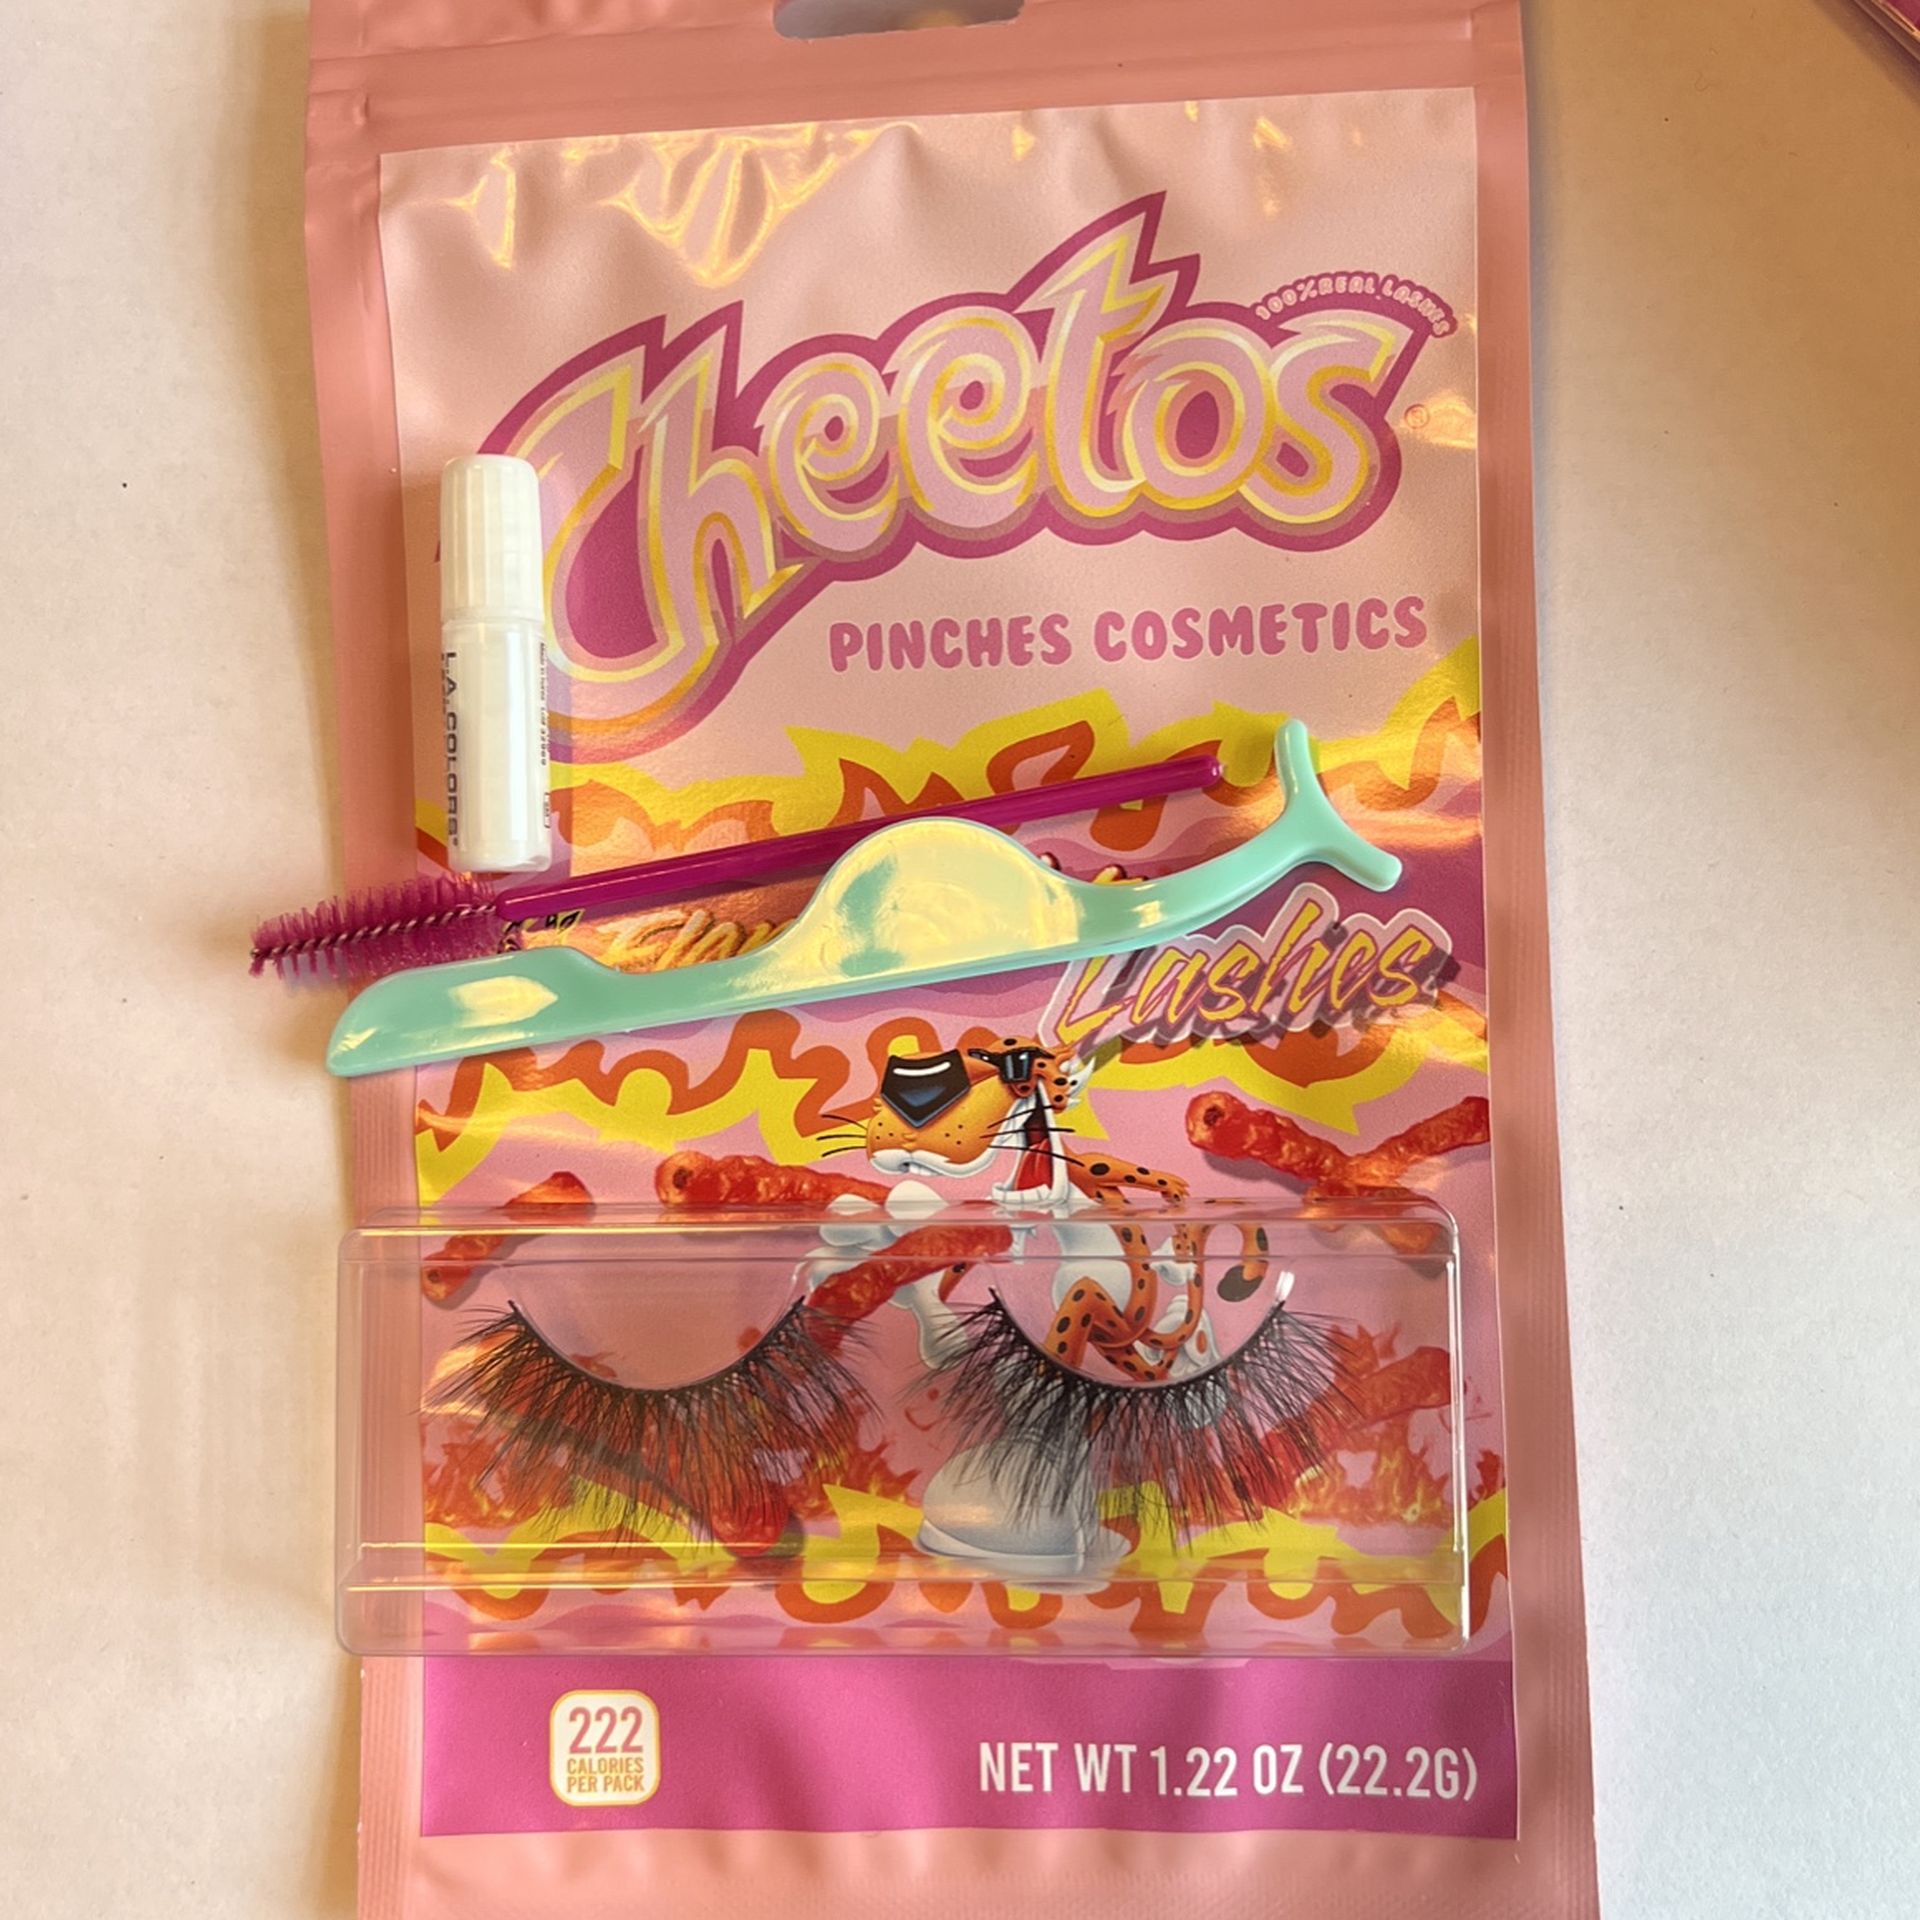 100% REAL LASHES
Cheetos
PINCHES COSMETICS
L.A. COLORS
Lashes
222
CALORIES
PER PACK
NET WT 1.22 OZ (22.2G)